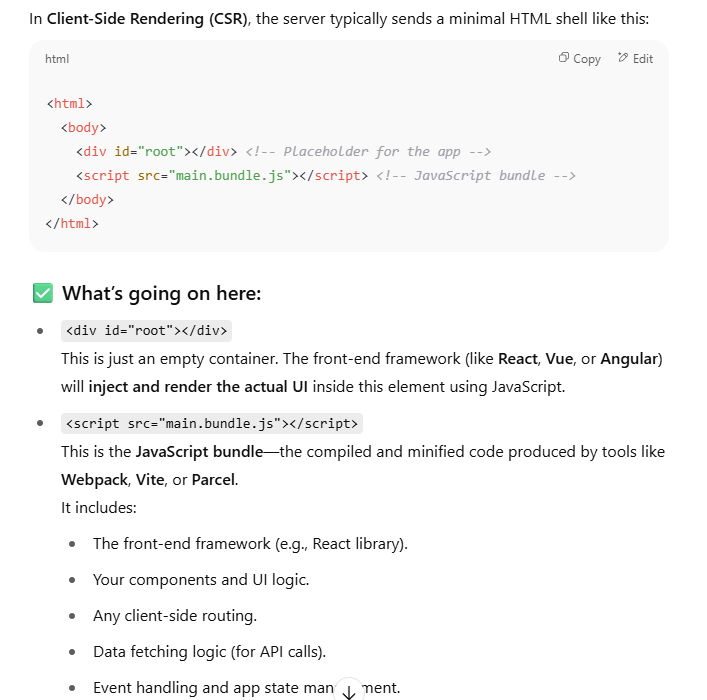 In Client-Side Rendering (CSR), the server typically sends a minimal HTML shell like this:
html
Copy
Edit
<html>
<body>
<div id="root"></div> <!-- Placeholder for the app -->
<script src="main.bundle.js"></script> <!-- JavaScript bundle -->
</body>
</html>
What's going on here:
<div id="root"></div>
This is just an empty container. The front-end framework (like React, Vue, or Angular)
will inject and render the actual UI inside this element using JavaScript.
<script src="main.bundle.js"></script>
This is the JavaScript bundle—the compiled and minified code produced by tools like
Webpack, Vite, or Parcel.
It includes:
The front-end framework (e.g., React library).
Your components and UI logic.
Any client-side routing.
Data fetching logic (for API calls).
Event handling and app state